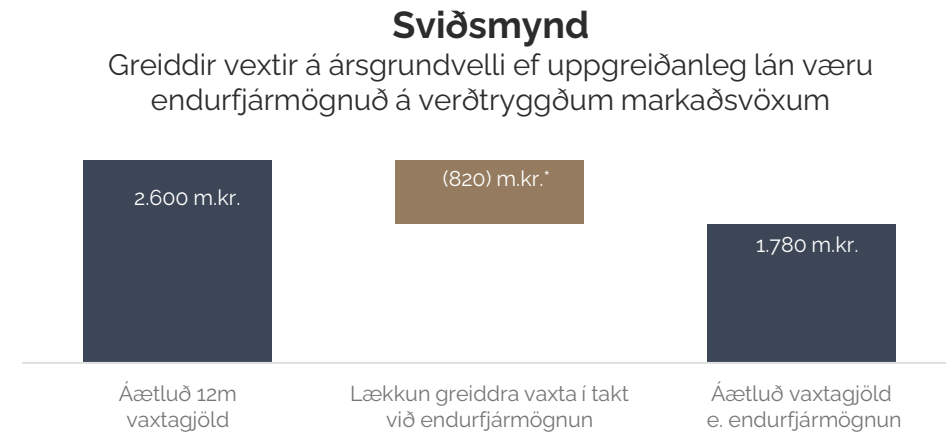 Sviðsmynd
Greiddir vextir á ársgrundvelli ef uppgreiðanleg lán væru
endurfjármögnuð á verðtryggðum markaðsvöxum
2.600 m.kr.
(820) m.kr.*
1.780 m.kr.
Áætluð 12m
vaxtagjöld
Lækkun greiddra vaxta í takt
við endurfjármögnun
Áætluð vaxtagjöld
e. endurfjármögnun